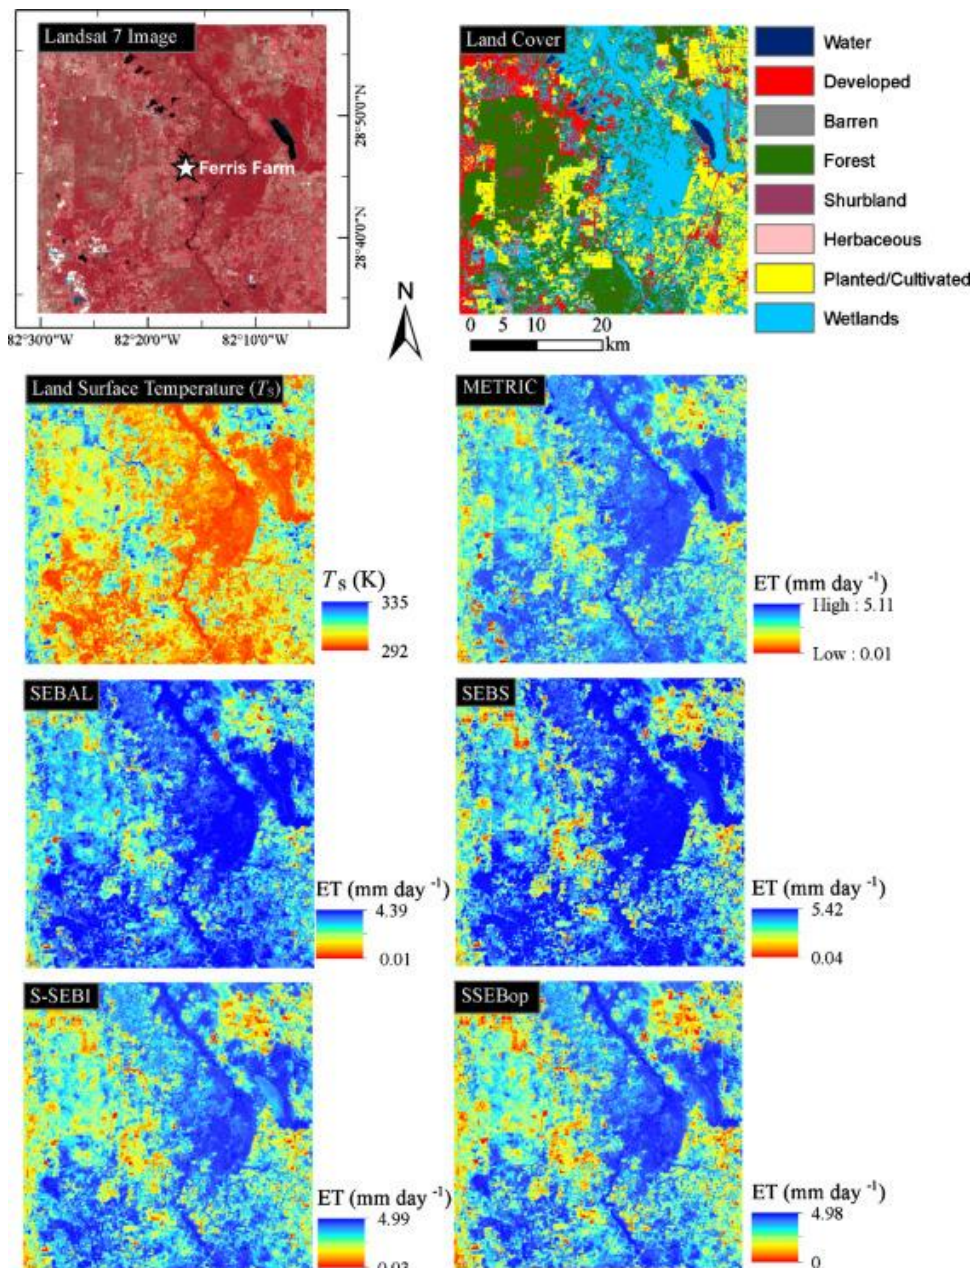 Landsat 7 Image
Ferris Farm
28°50'0"N
28°40'0"N
82°30'0"W
82°20'0"W
82°10'0"W
N
Land Cover
Water
Developed
Barren
Forest
Shurbland
Herbaceous
Planted/Cultivated
Wetlands
0 5 10 20
km
Land Surface Temperature (Ts)
Ts (K)
335
292
METRIC
ET (mm day -1)
High : 5.11
Low : 0.01
SEBAL
ET (mm day -1)
4.39
0.01
SEBS
ET (mm day -1)
5.42
0.04
S-SEBI
ET (mm day -1)
4.99
SSEBop
ET (mm day -1)
4.98
0